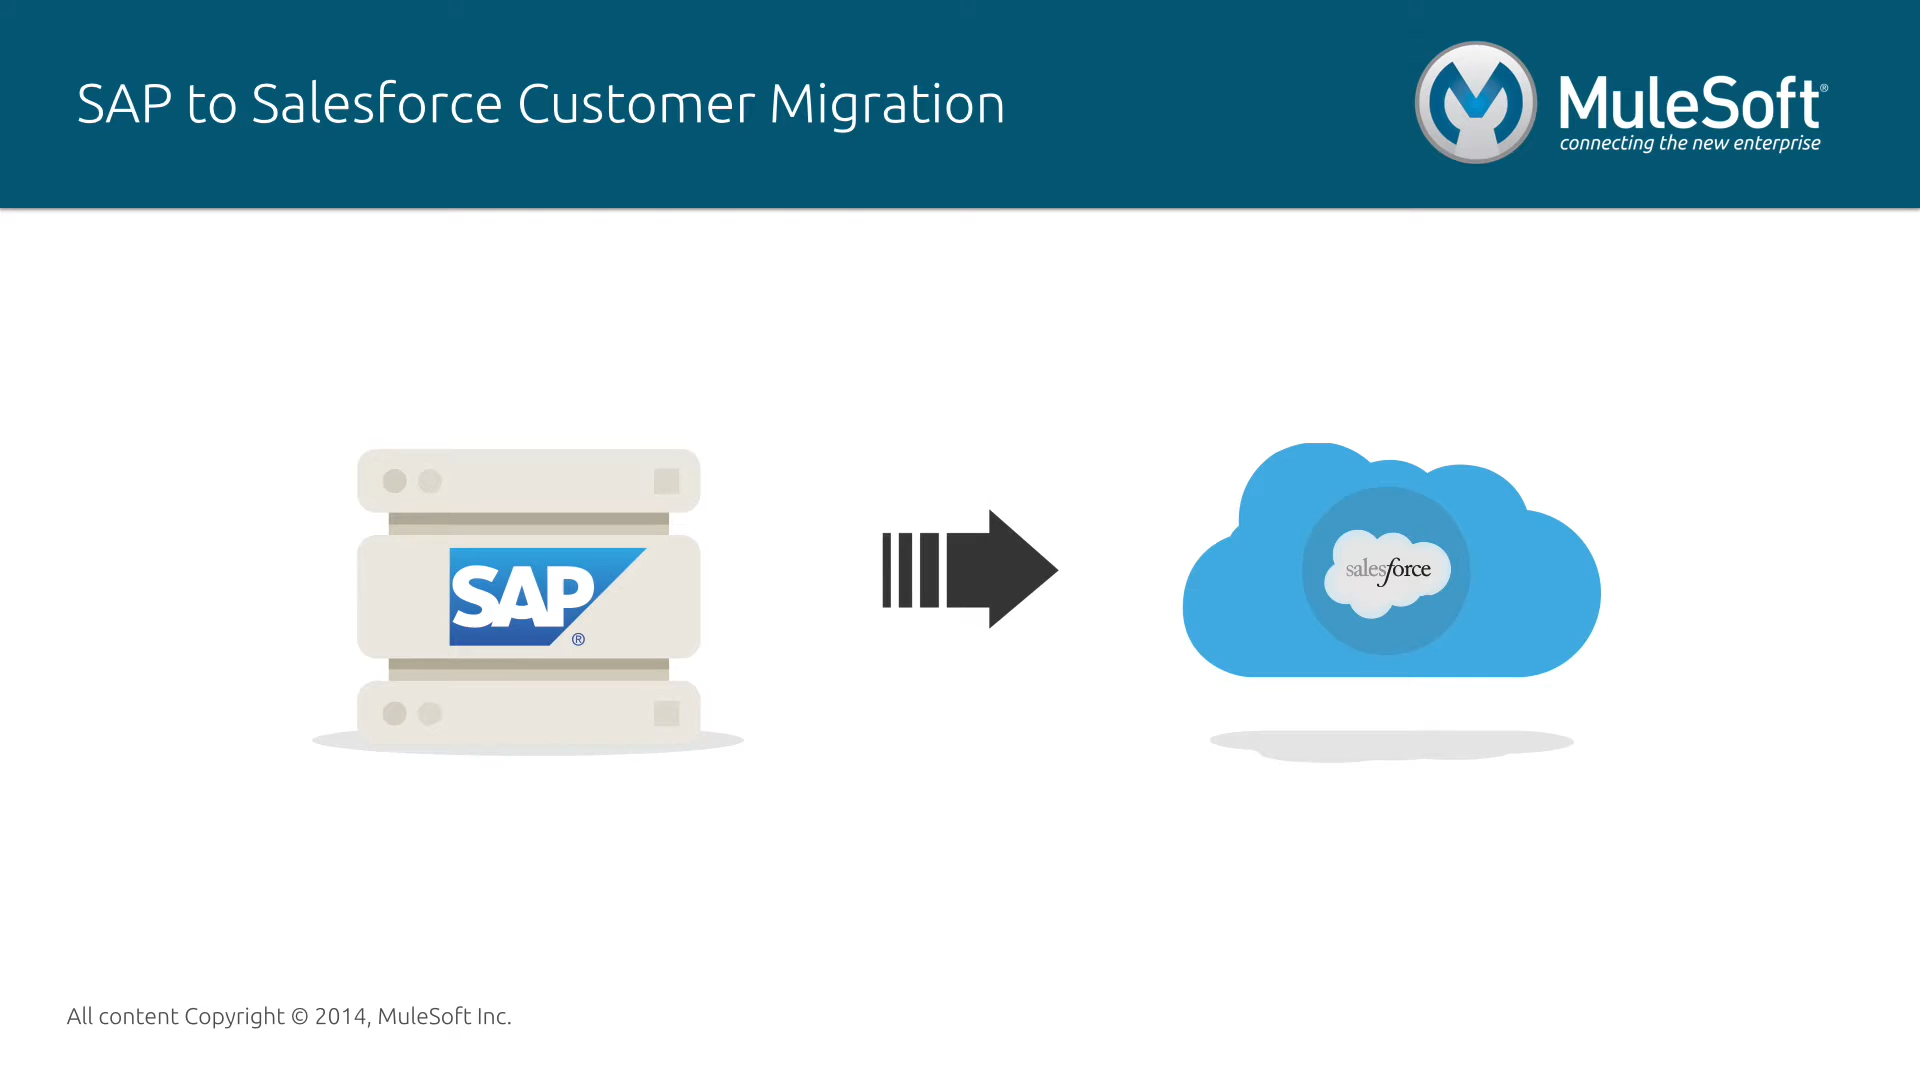 SAP to Salesforce Customer Migration
MuleSoft®
connecting the new enterprise
SAP
®
salesforce
All content Copyright © 2014, MuleSoft Inc.